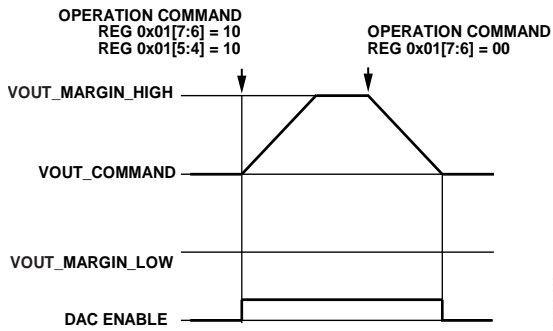 OPERATION COMMAND
REG 0x01[7:6] = 10
REG 0x01[5:4] = 10
OPERATION COMMAND
REG 0x01[7:6] = 00
VOUT_MARGIN_HIGH
VOUT_COMMAND
VOUT_MARGIN_LOW
DAC ENABLE